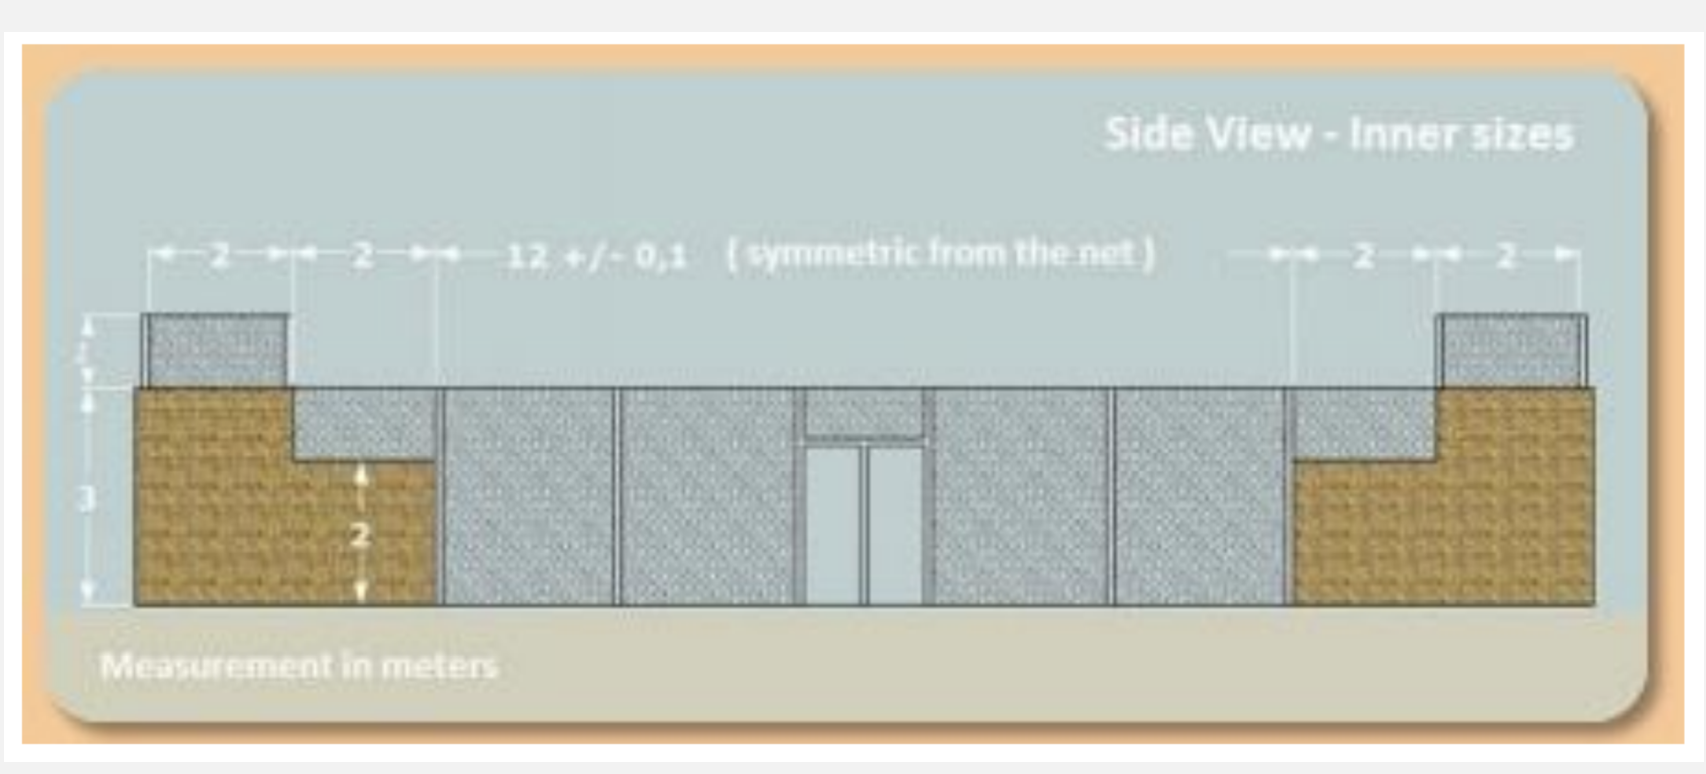 Side View - Inner sizes
2 2 12 +/- 0,1 ( symmetric from the net ) 2 2
3
2
Measurement in meters